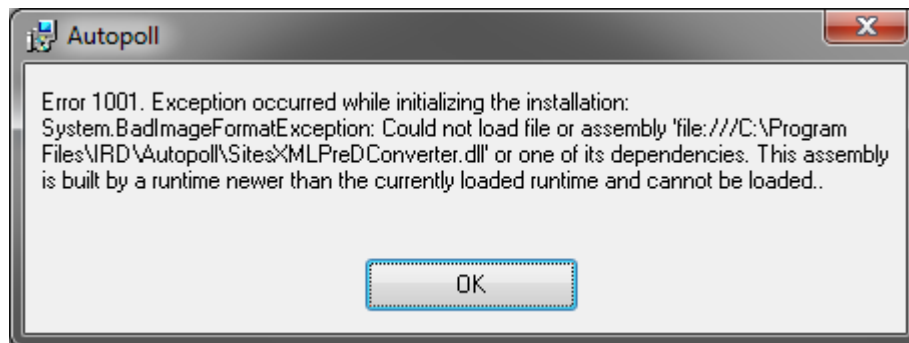 Autopoll
Error 1001. Exception occurred while initializing the installation:
System.BadImageFormatException: Could not load file or assembly 'file:///C:\Program
Files\IRD\Autopoll\SitesXMLPreDConverter.dll' or one of its dependencies. This assembly
is built by a runtime newer than the currently loaded runtime and cannot be loaded..
OK